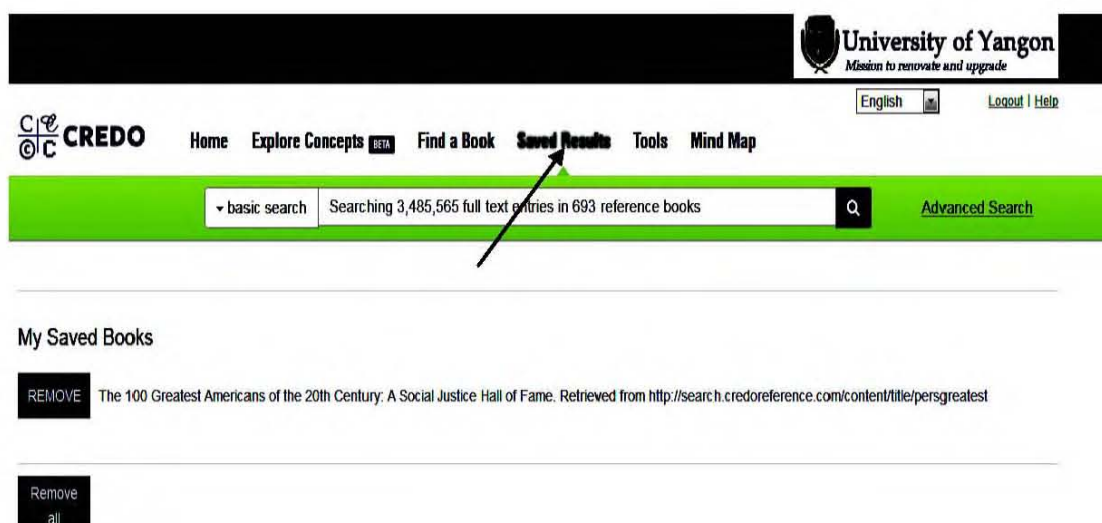 University of Yangon
Mission to renovate and upgrade
English
Logout | Help
CREDO
Home Explore Concepts BETA Find a Book Saved Results Tools Mind Map
basic search Searching 3,485,565 full text entries in 693 reference books Advanced Search
My Saved Books
REMOVE The 100 Greatest Americans of the 20th Century: A Social Justice Hall of Fame. Retrieved from http://search.credoreference.com/content/title/persgreatest
Remove
all